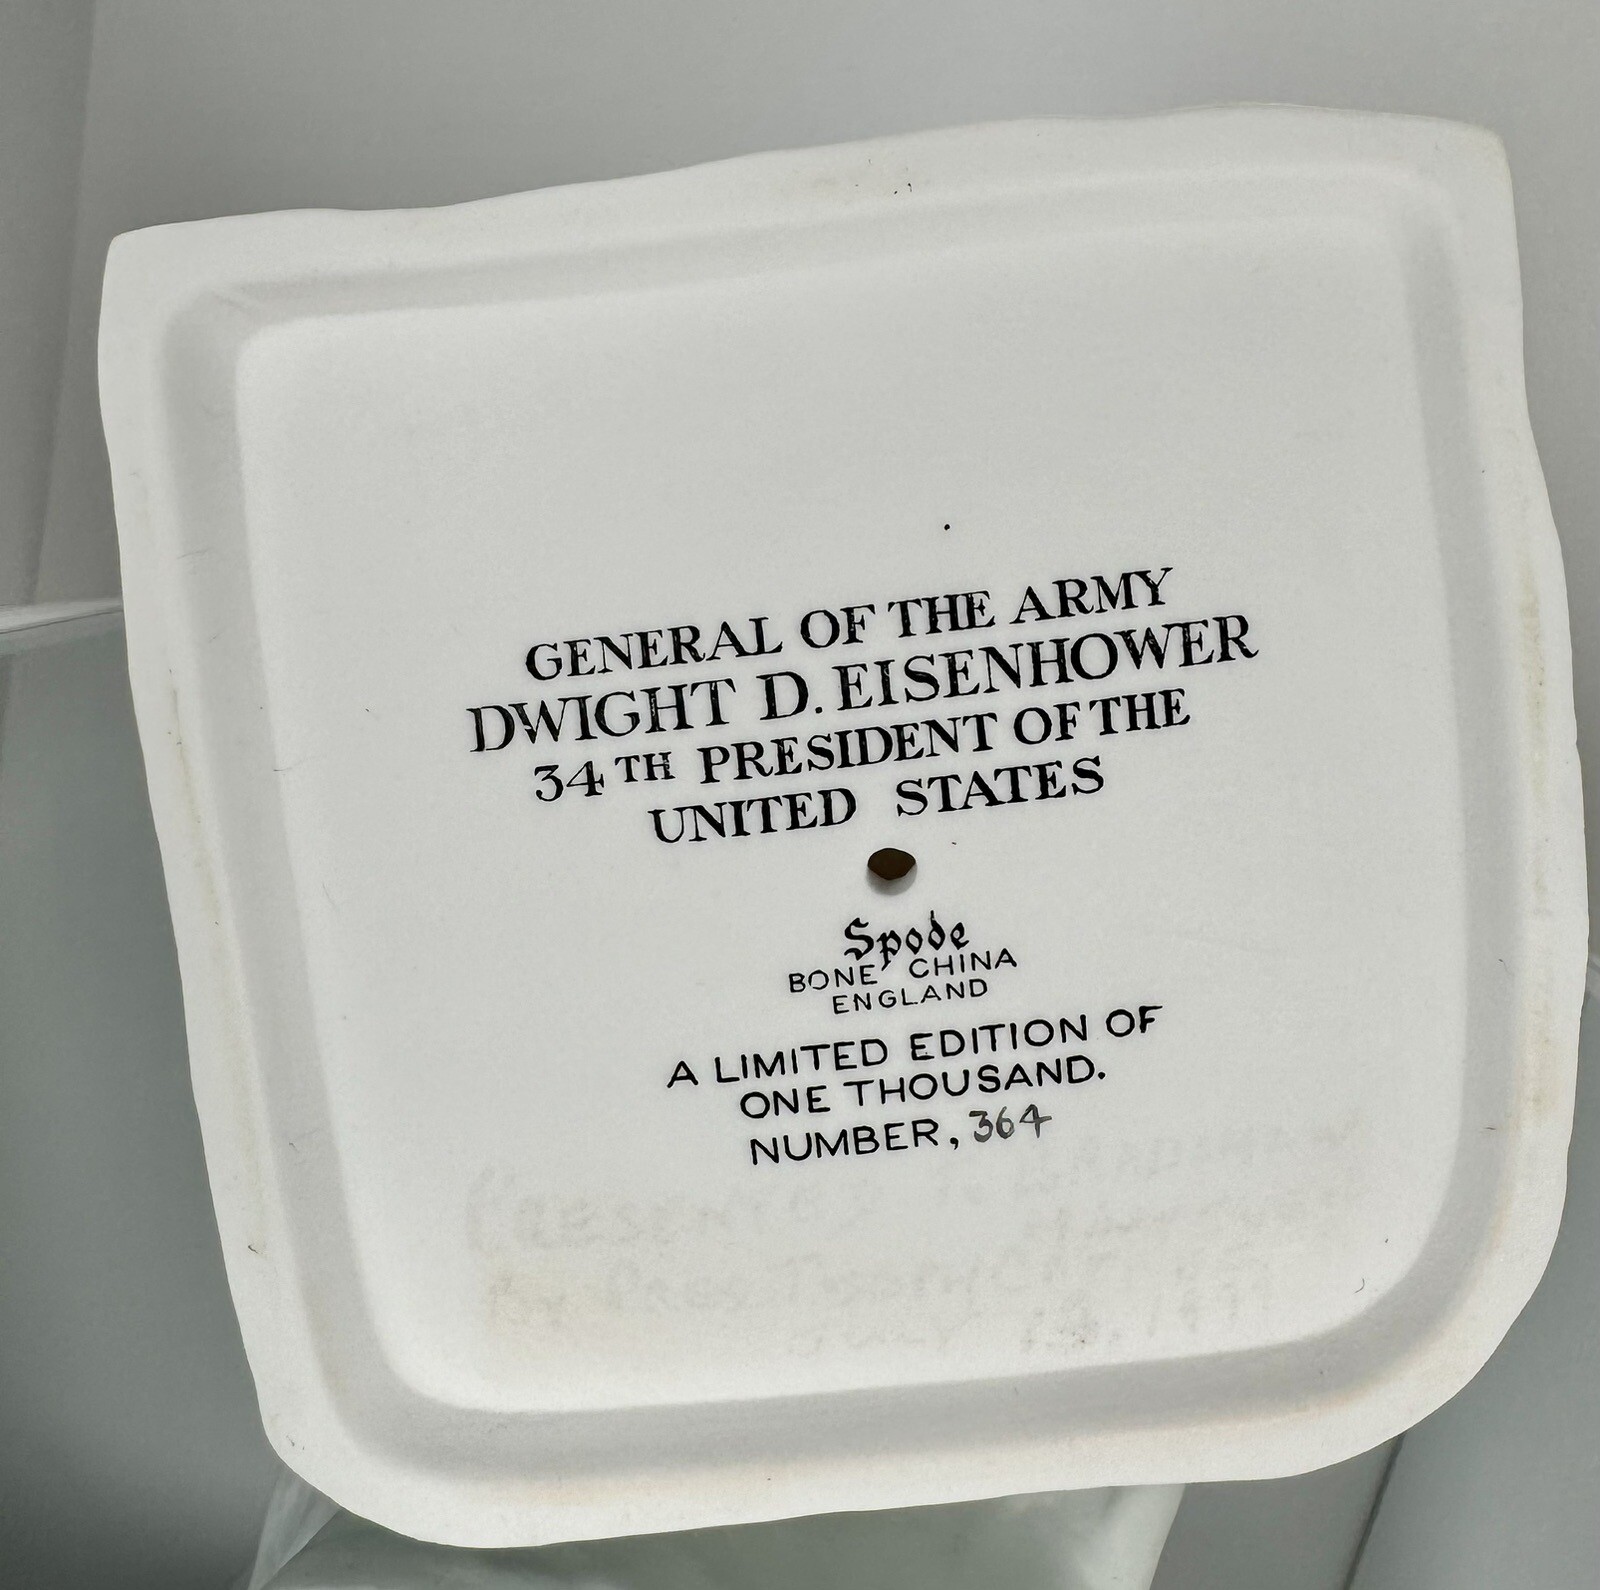 GENERAL OF THE ARMY
DWIGHT D. EISENHOWER
34TH PRESIDENT OF THE
UNITED STATES
Spode
BONE CHINA
ENGLAND
A LIMITED EDITION OF
ONE THOUSAND.
NUMBER, 364